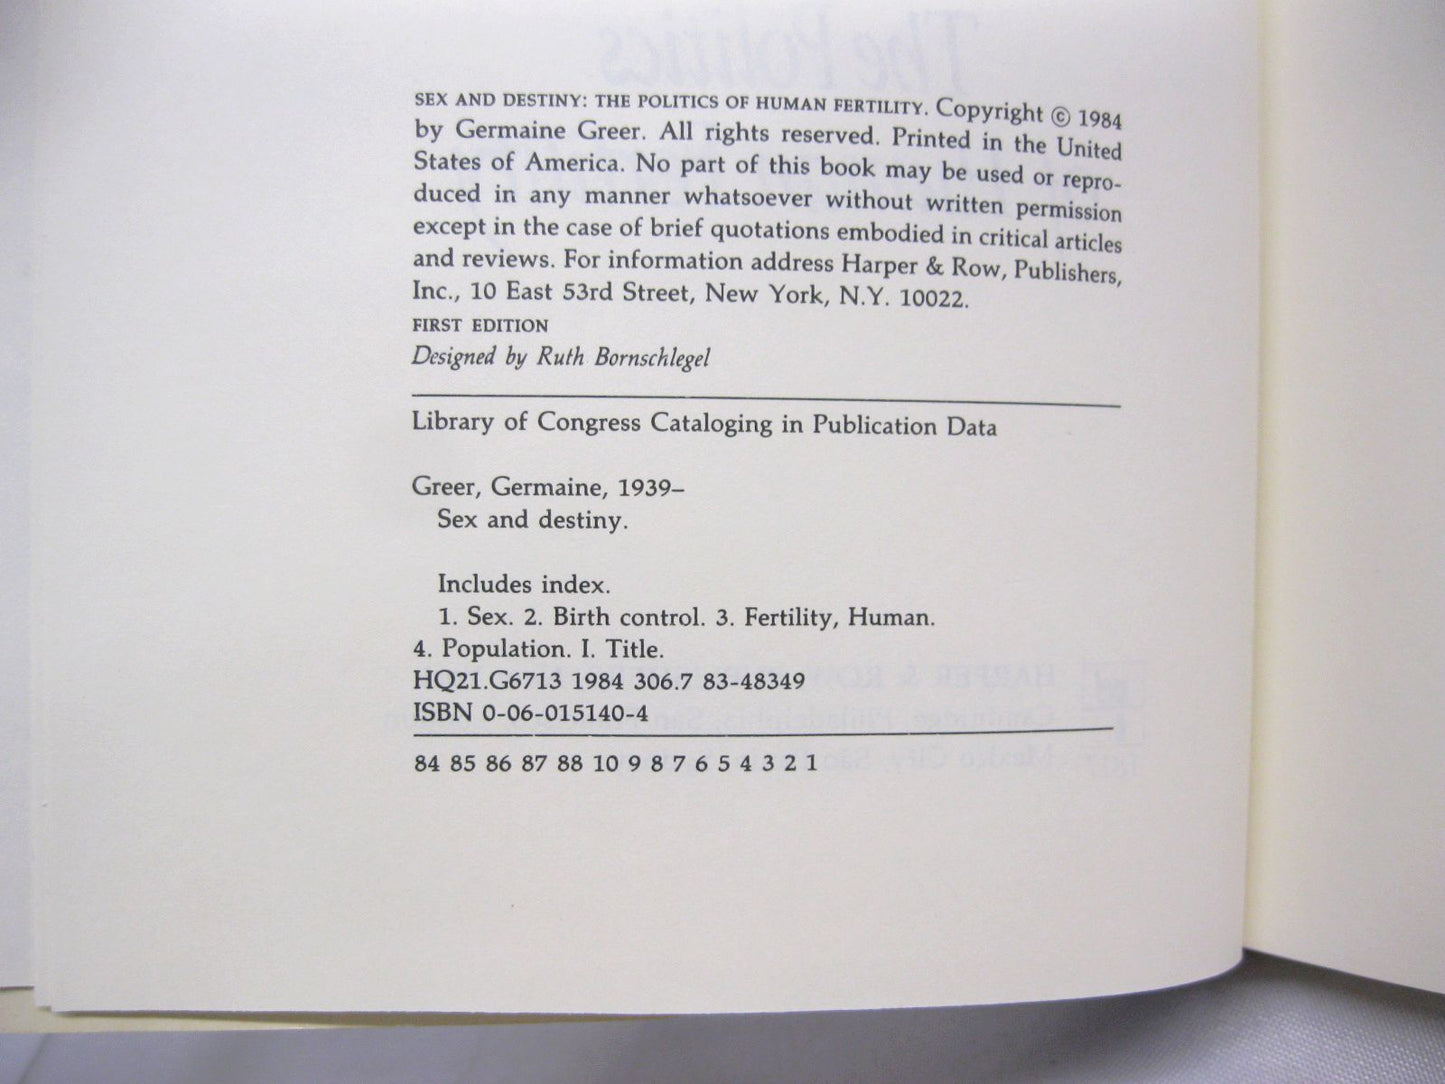 SEX AND DESTINY: THE POLITICS OF HUMAN FERTILITY. Copyright © 1984
by Germaine Greer. All rights reserved. Printed in the United
States of America. No part of this book may be used or repro-
duced in any manner whatsoever without written permission
except in the case of brief quotations embodied in critical articles
and reviews. For information address Harper & Row, Publishers,
Inc., 10 East 53rd Street, New York, N.Y. 10022.
FIRST EDITION
Designed by Ruth Bornschlegel
Library of Congress Cataloging in Publication Data
Greer, Germaine, 1939–
Sex and destiny.
Includes index.
1. Sex. 2. Birth control. 3. Fertility, Human.
4. Population. I. Title.
HQ21.G6713 1984 306.7 83-48349
ISBN 0-06-015140-4
84 85 86 87 88 10 9 8 7 6 5 4 3 2 1